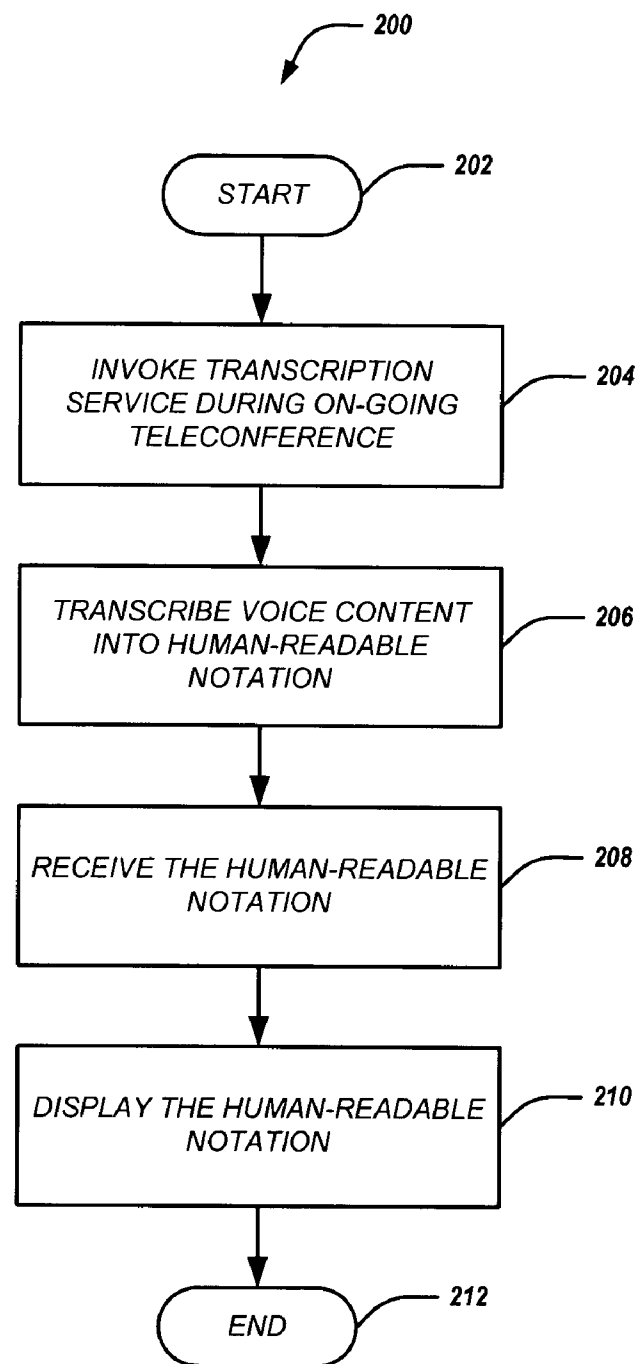 200
START
202
INVOKE TRANSCRIPTION
SERVICE DURING ON-GOING
TELECONFERENCE
204
TRANSCRIBE VOICE CONTENT
INTO HUMAN-READABLE
NOTATION
206
RECEIVE THE HUMAN-READABLE
NOTATION
208
DISPLAY THE HUMAN-READABLE
NOTATION
210
END
212